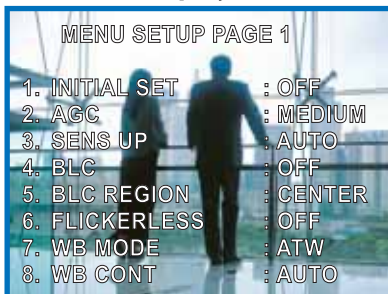 MENU SETUP PAGE 1
1. INITIAL SET : OFF
2. AGC : MEDIUM
3. SENS UP : AUTO
4. BLC : OFF
5. BLC REGION : CENTER
6. FLICKERLESS : OFF
7. WB MODE : ATW
8. WB CONT : AUTO